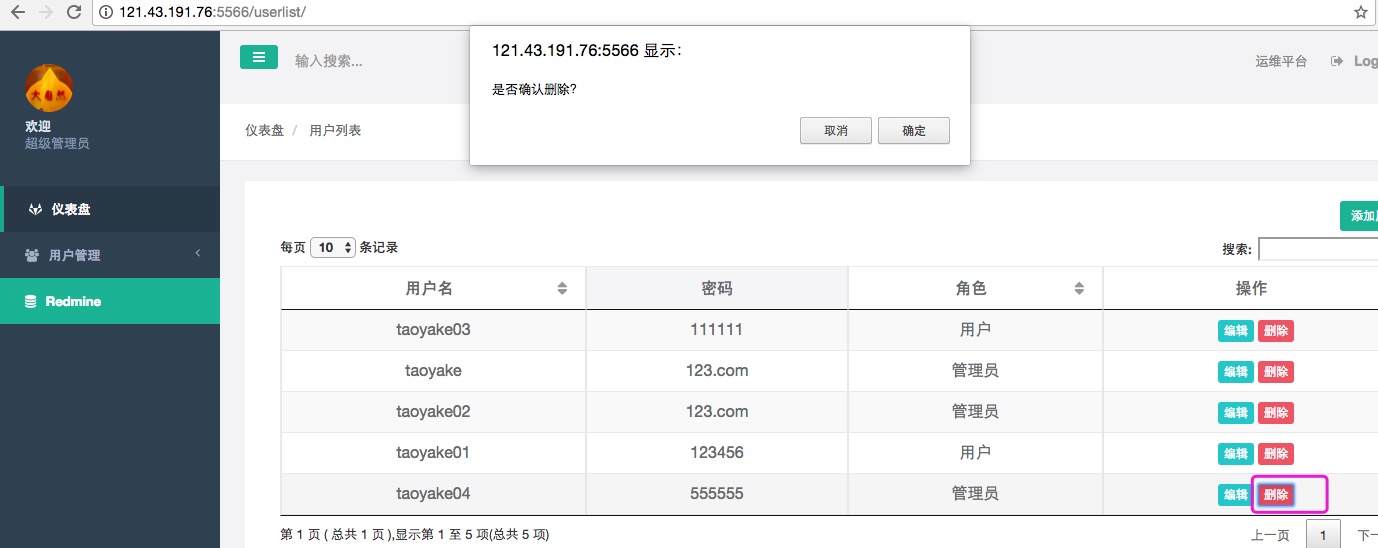 121.43.191.76:5566/userlist/
121.43.191.76:5566 显示：
是否确认删除?
取消 确定
大自然
欢迎
超级管理员
仪表盘
用户管理
Redmine
输入搜索...
运维平台 Log
仪表盘 / 用户列表
添加
每页 10 条记录
搜索:
用户名 密码 角色 操作
taoyake03 111111 用户 编辑 删除
taoyake 123.com 管理员 编辑 删除
taoyake02 123.com 管理员 编辑 删除
taoyake01 123456 用户 编辑 删除
taoyake04 555555 管理员 编辑 删除
第 1 页 ( 总共 1 页 ),显示第 1 至 5 项(总共 5 项)
上一页 1 下一